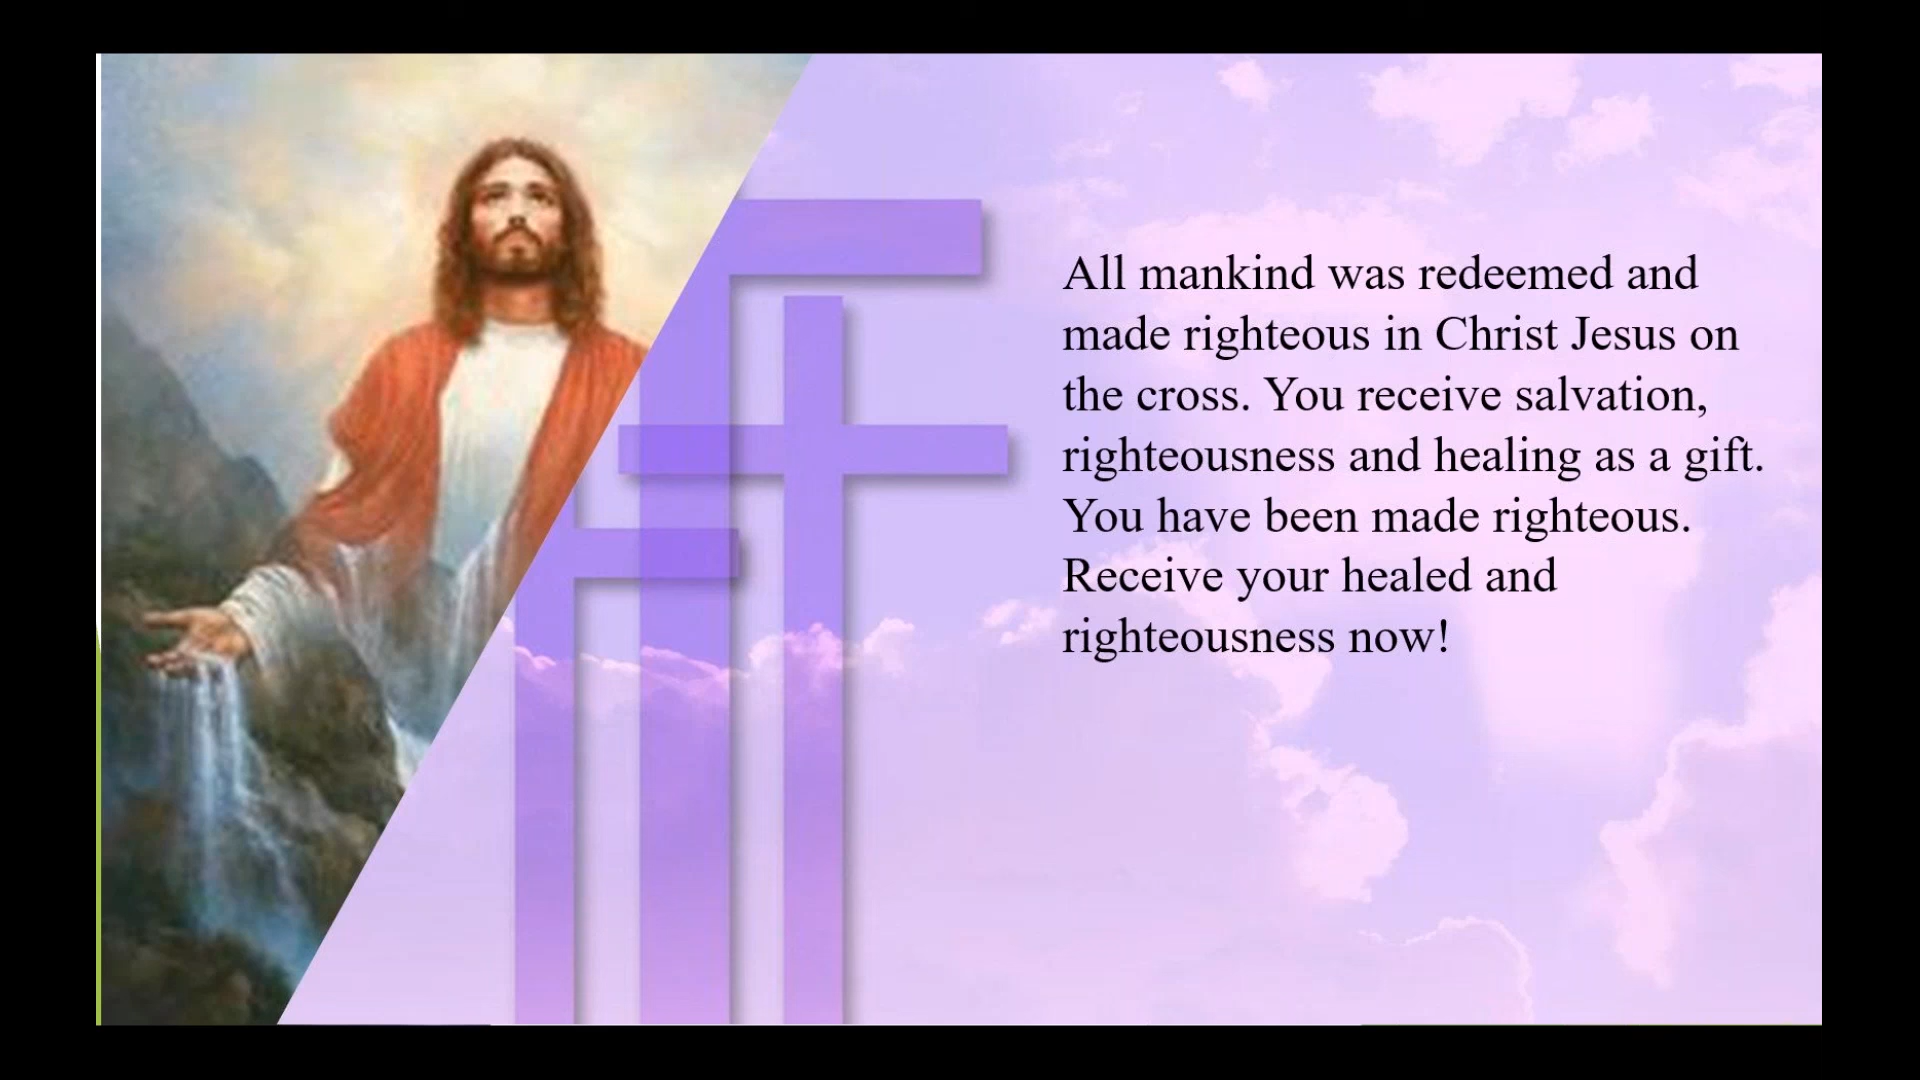 All mankind was redeemed and
made righteous in Christ Jesus on
the cross. You receive salvation,
righteousness and healing as a gift.
You have been made righteous.
Receive your healed and
righteousness now!